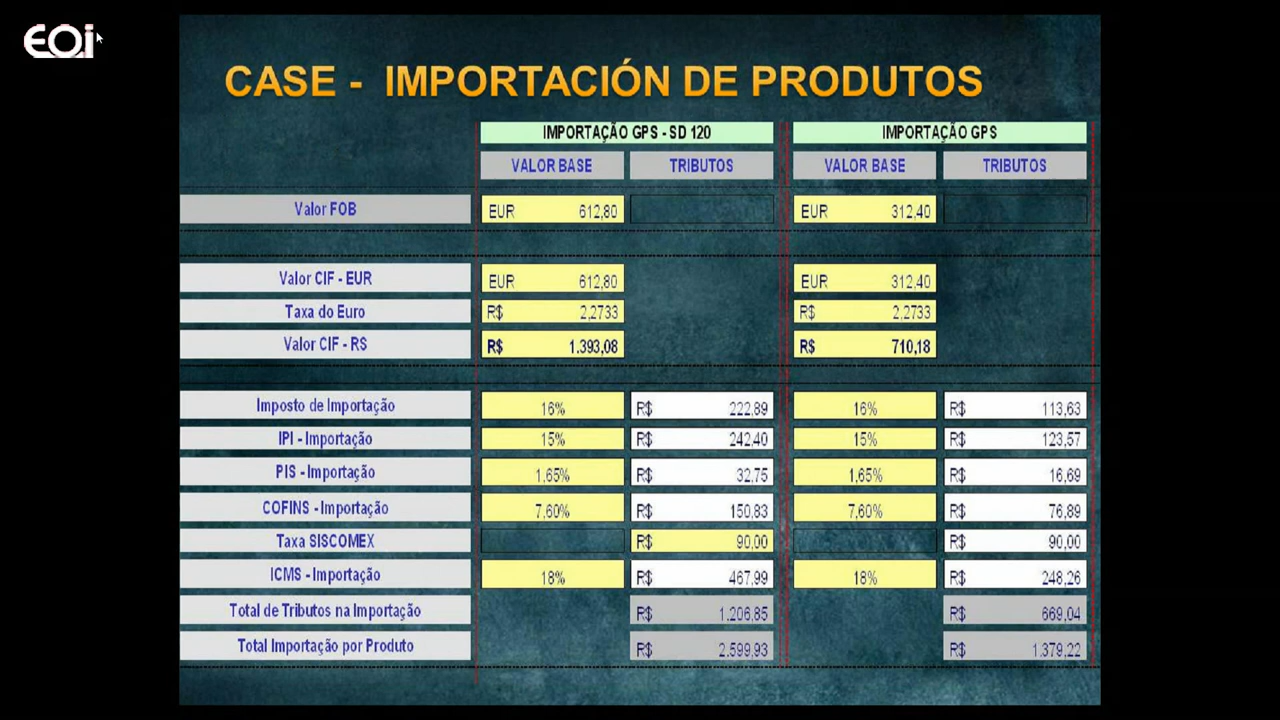 EOi
CASE - IMPORTACIÓN DE PRODUTOS
IMPORTAÇÃO GPS - SD 120 IMPORTAÇÃO GPS
VALOR BASE TRIBUTOS VALOR BASE TRIBUTOS
Valor FOB EUR 612,80 EUR 312,40
Valor CIF - EUR EUR 612,80 EUR 312,40
Taxa do Euro R$ 2,2733 R$ 2,2733
Valor CIF - RS R$ 1.393,08 R$ 710,18
Imposto de Importação 16% R$ 222,89 16% R$ 113,63
IPI - Importação 15% R$ 242,40 15% R$ 123,57
PIS - Importação 1,65% R$ 32,75 1,65% R$ 16,69
COFINS - Importação 7,60% R$ 150,83 7,60% R$ 76,89
Taxa SISCOMEX R$ 90,00 R$ 90,00
ICMS - Importação 18% R$ 467,99 18% R$ 248,26
Total de Tributos na Importação R$ 1.206,85 R$ 669,04
Total Importação por Produto R$ 2.599,93 R$ 1.379,22